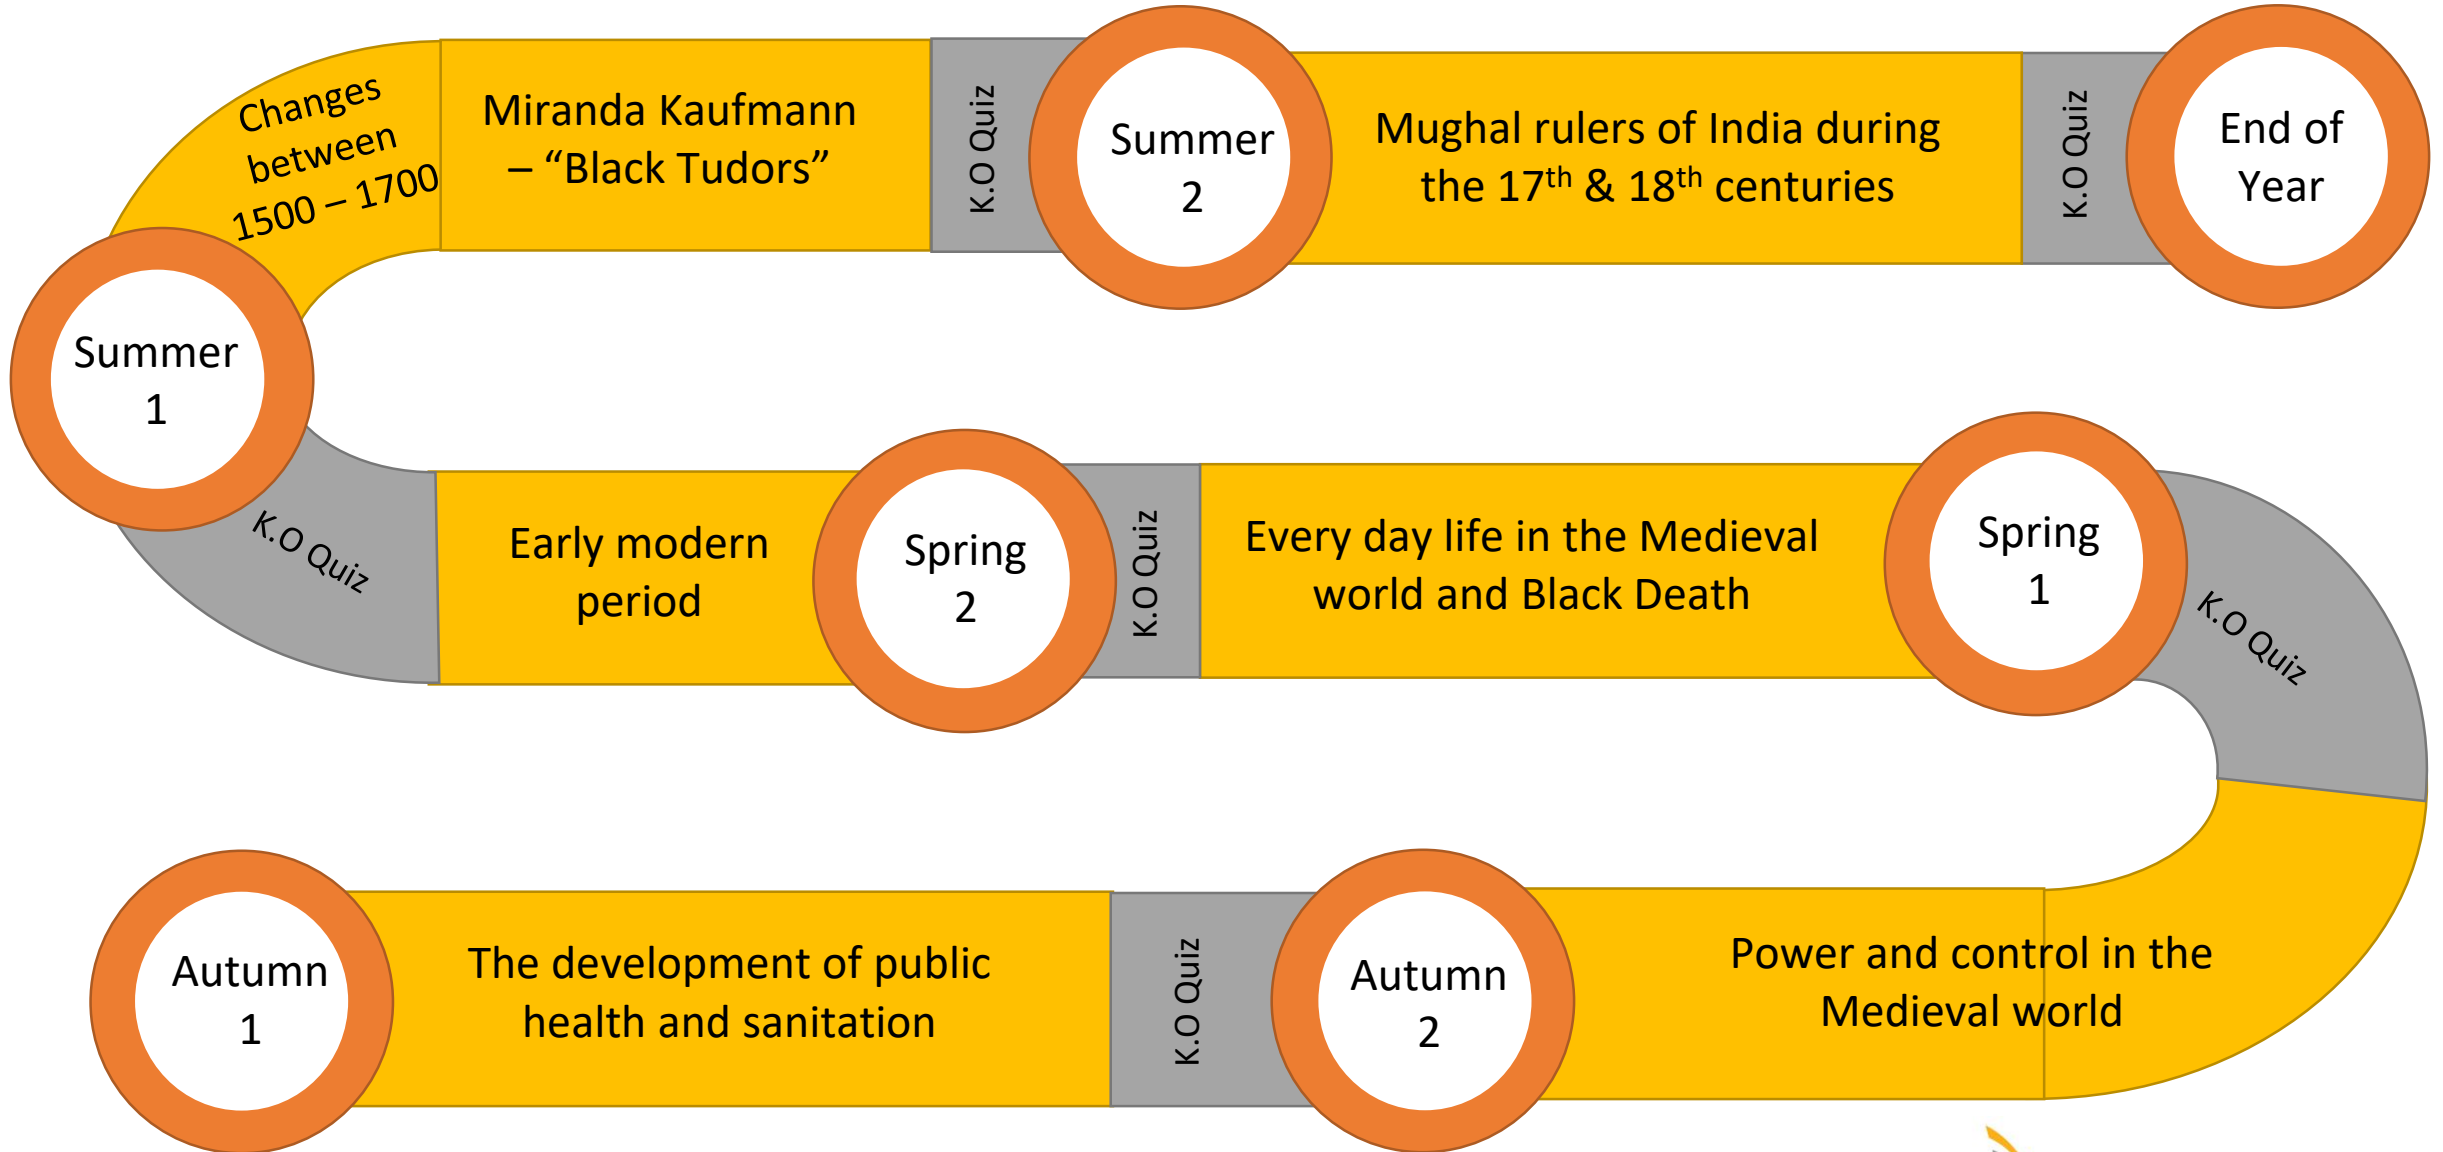 Changes
between
1500 – 1700
Miranda Kaufmann
– “Black Tudors”
K.O Quiz
Summer
2
Mughal rulers of India during
the 17th & 18th centuries
K.O Quiz
End of
Year
Summer
1
K.O Quiz
Early modern
period
Spring
2
K.O Quiz
Every day life in the Medieval
world and Black Death
Spring
1
K.O Quiz
Autumn
1
The development of public
health and sanitation
K.O Quiz
Autumn
2
Power and control in the
Medieval world